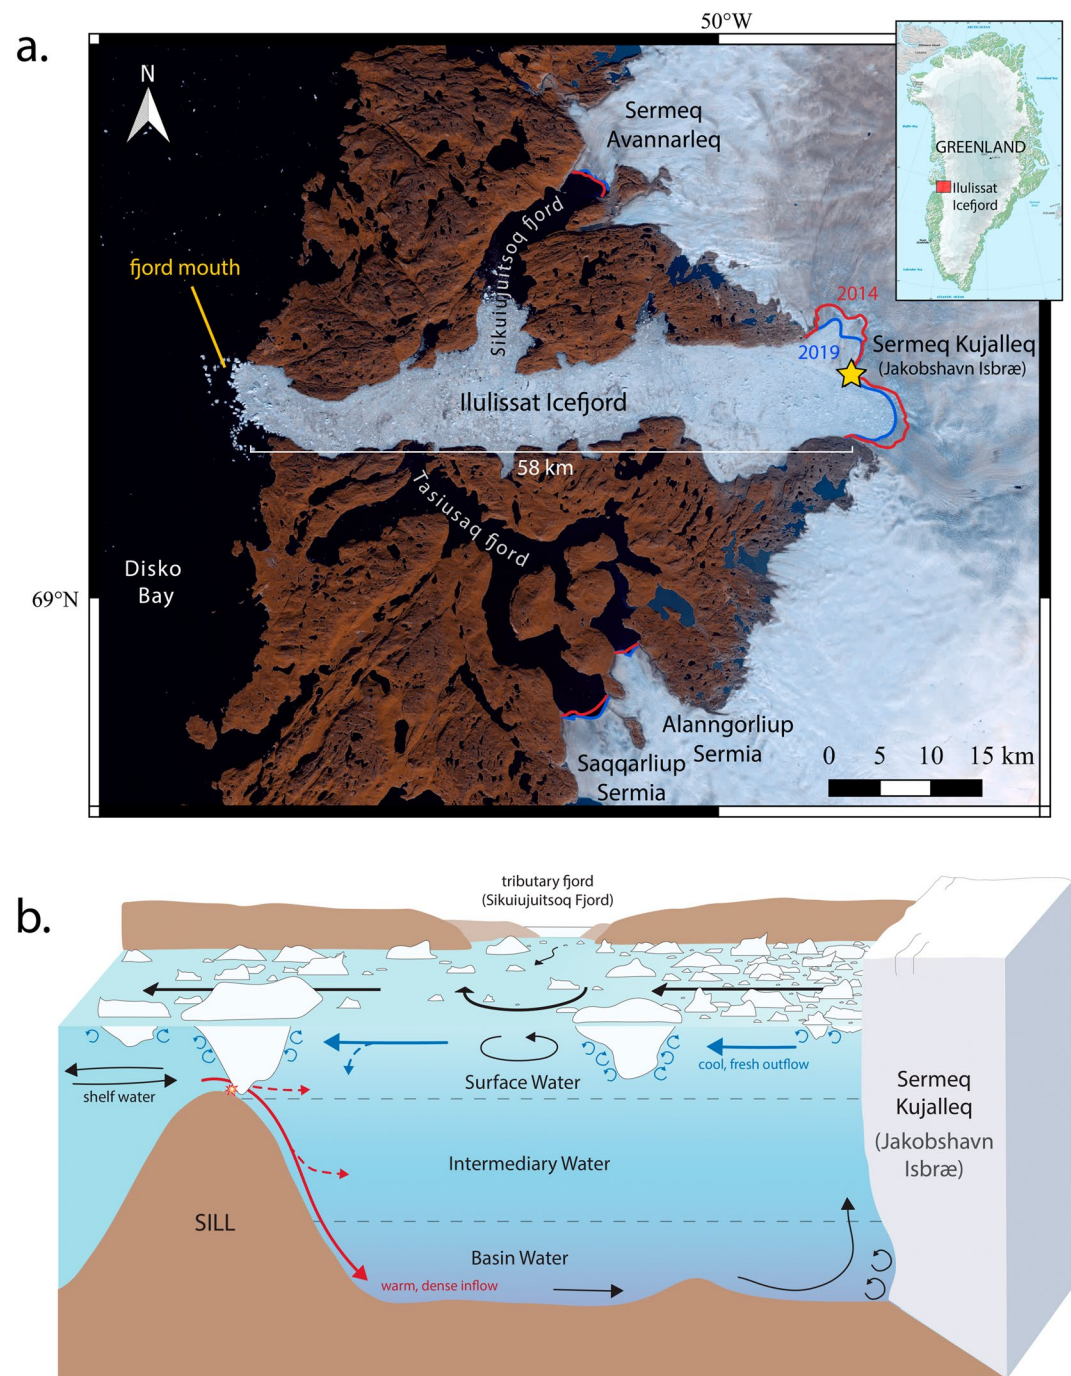 a.
50°W
N
Sermeq
Avannarleq
GREENLAND
Ilulissat
Icefjord
Sikuiujuitsoq fjord
fjord mouth
2014
2019
Sermeq Kujalleq
(Jakobshavn Isbræ)
Ilulissat Icefjord
58 km
Tasiusaq fjord
Disko
Bay
69°N
Alanngorliup
Sermia
Saqqarliup
Sermia
0 5 10 15 km
b.
tributary fjord
(Sikuiujuitsoq Fjord)
cool, fresh outflow
Surface Water
shelf water
Sermeq
Kujalleq
(Jakobshavn
Isbræ)
Intermediary Water
SILL
Basin Water
warm, dense inflow